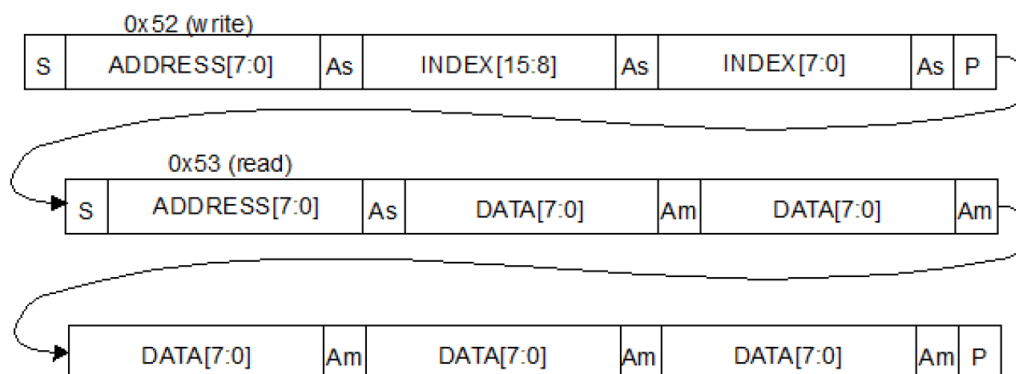 0x52 (write)
S ADDRESS[7:0] As INDEX[15:8] As INDEX[7:0] As P
0x53 (read)
S ADDRESS[7:0] As DATA[7:0] Am DATA[7:0] Am
DATA[7:0] Am DATA[7:0] Am DATA[7:0] Am P